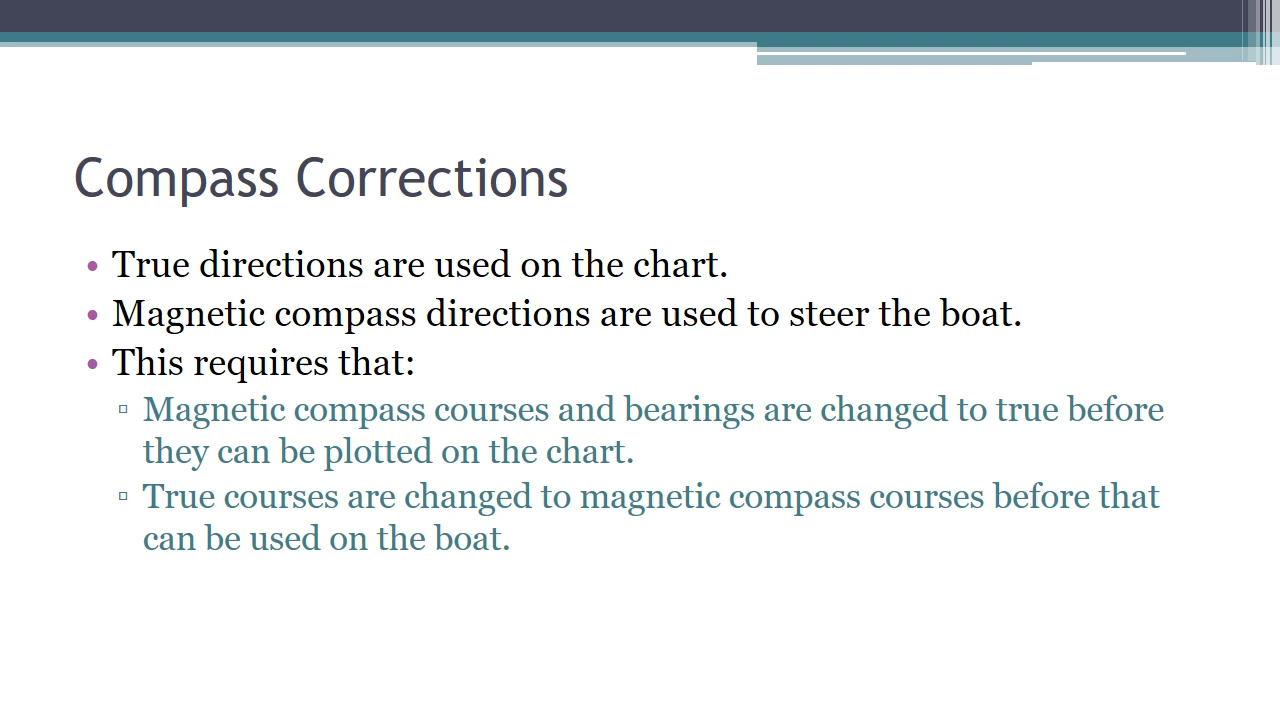 Compass Corrections
• True directions are used on the chart.
• Magnetic compass directions are used to steer the boat.
• This requires that:
▫ Magnetic compass courses and bearings are changed to true before
they can be plotted on the chart.
▫ True courses are changed to magnetic compass courses before that
can be used on the boat.